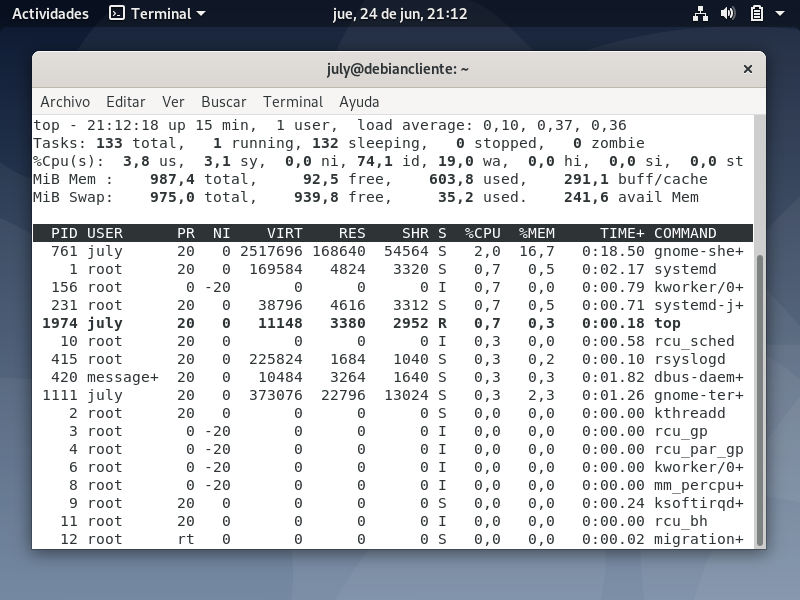 Actividades Terminal jue, 24 de jun, 21:12
july@debiancliente: ~ ×
Archivo Editar Ver Buscar Terminal Ayuda
top - 21:12:18 up 15 min,  1 user,  load average: 0,10, 0,37, 0,36
Tasks: 133 total,   1 running, 132 sleeping,   0 stopped,   0 zombie
%Cpu(s):  3,8 us,  3,1 sy,  0,0 ni, 74,1 id, 19,0 wa,  0,0 hi,  0,0 si,  0,0 st
MiB Mem :    987,4 total,     92,5 free,    603,8 used,    291,1 buff/cache
MiB Swap:    975,0 total,    939,8 free,     35,2 used.    241,6 avail Mem
PID USER      PR  NI    VIRT    RES    SHR S  %CPU  %MEM     TIME+ COMMAND
761 july      20   0 2517696 168640  54564 S   2,0  16,7   0:18.50 gnome-she+
1 root      20   0  169584   4824   3320 S   0,7   0,5   0:02.17 systemd
156 root       0 -20       0      0      0 I   0,7   0,0   0:00.79 kworker/0+
231 root      20   0   38796   4616   3312 S   0,7   0,5   0:00.71 systemd-j+
1974 july      20   0   11148   3380   2952 R   0,7   0,3   0:00.18 top
10 root      20   0       0      0      0 I   0,3   0,0   0:00.58 rcu_sched
415 root      20   0  225824   1684   1040 S   0,3   0,2   0:00.10 rsyslogd
420 message+  20   0   10484   3264   1640 S   0,3   0,3   0:01.82 dbus-daem+
1111 july      20   0  373076  22796  13024 S   0,3   2,3   0:01.26 gnome-ter+
2 root      20   0       0      0      0 S   0,0   0,0   0:00.00 kthreadd
3 root       0 -20       0      0      0 I   0,0   0,0   0:00.00 rcu_gp
4 root       0 -20       0      0      0 I   0,0   0,0   0:00.00 rcu_par_gp
6 root       0 -20       0      0      0 I   0,0   0,0   0:00.00 kworker/0+
8 root       0 -20       0      0      0 I   0,0   0,0   0:00.00 mm_percpu+
9 root      20   0       0      0      0 S   0,0   0,0   0:00.24 ksoftirqd+
11 root      20   0       0      0      0 I   0,0   0,0   0:00.00 rcu_bh
12 root      rt   0       0      0      0 S   0,0   0,0   0:00.02 migration+